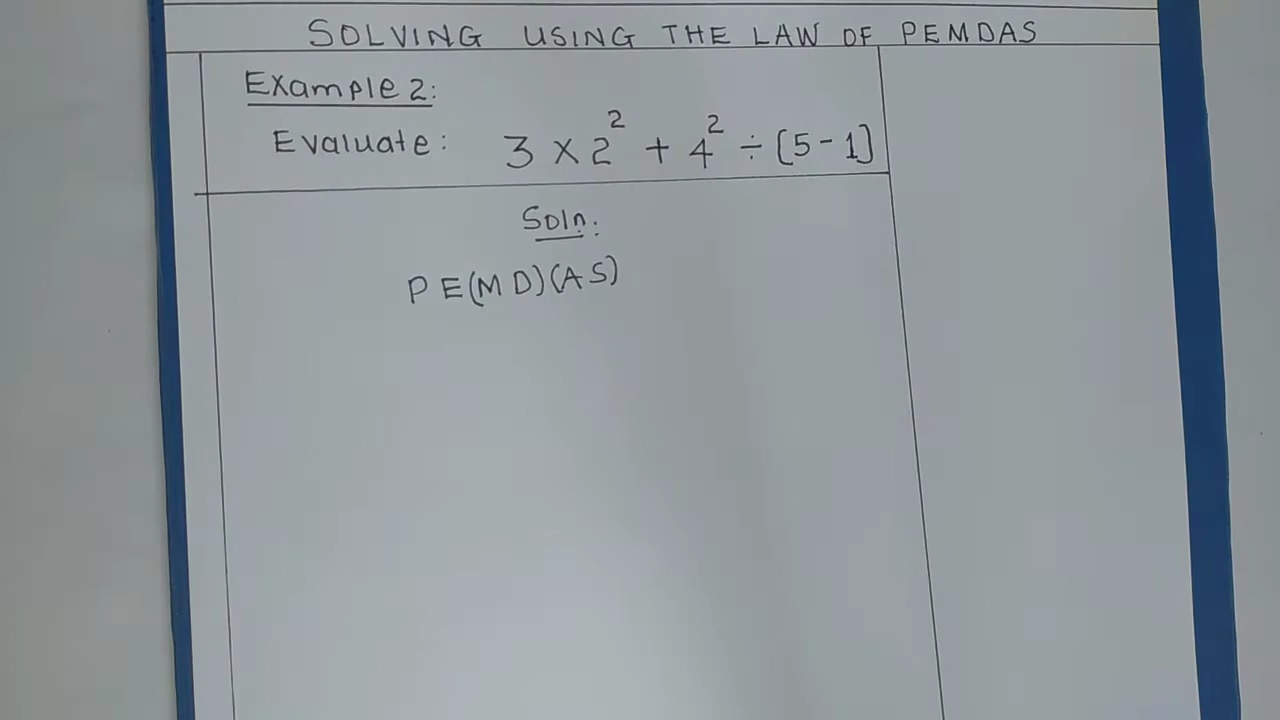 SOLVING USING THE LAW OF PEMDAS
Example 2:
Evaluate: 3 × 2² + 4² ÷ [5 - 1]
Soln:
P E(M D)(A S)